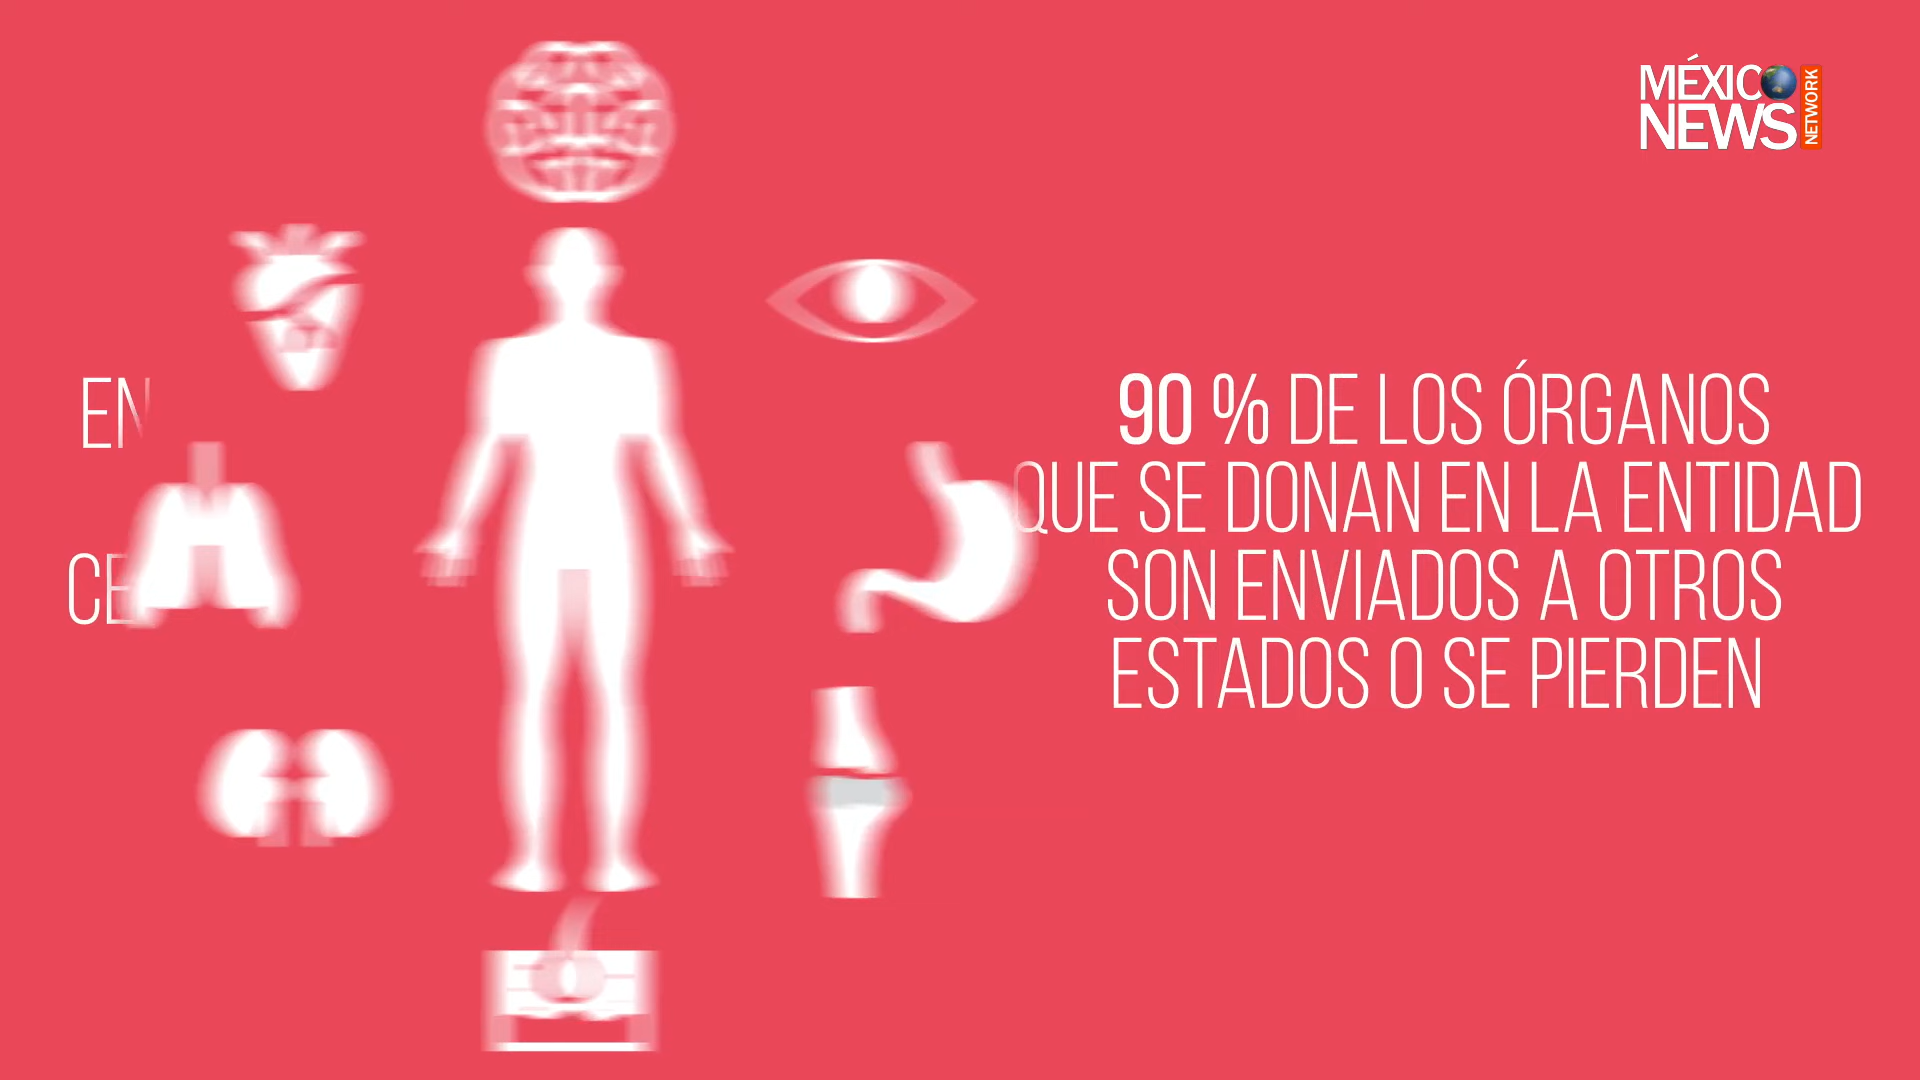 MÉXICO
NEWS
NETWORK
EN
90 % DE LOS ÓRGANOS
QUE SE DONAN EN LA ENTIDAD
SON ENVIADOS A OTROS
ESTADOS O SE PIERDEN